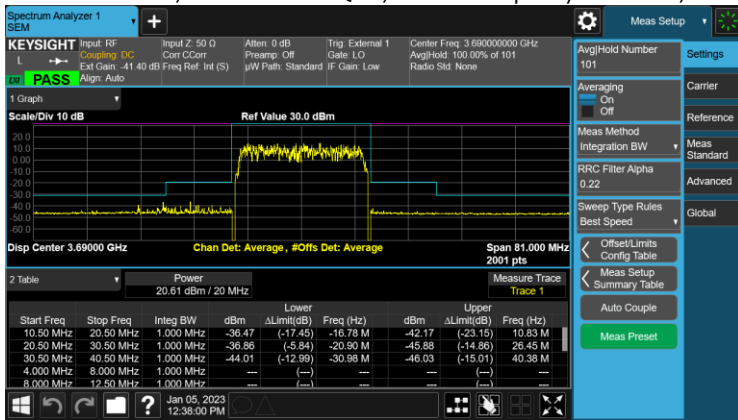 Spectrum Analyzer 1
SEM
Meas Setup
KEYSIGHT
L
LXI PASS
Input: RF
Coupling: DC
Ext Gain: -41.40 dB
Align: Auto
Input Z: 50 Ω
Corr CCorr
Freq Ref: Int (S)
Atten: 0 dB
Preamp: Off
µW Path: Standard
Trig: External 1
Gate: LO
IF Gain: Low
Center Freq: 3.690000000 GHz
Avg|Hold: 100.00% of 101
Radio Std: None
1 Graph
Scale/Div 10 dB
Ref Value 30.0 dBm
20.0
10.0
0.00
-10.0
-20.0
-30.0
-40.0
-50.0
-60.0
Disp Center 3.69000 GHz
Chan Det: Average , #Offs Det: Average
Span 81.000 MHz
2001 pts
2 Table
Power
20.61 dBm / 20 MHz
Measure Trace
Trace 1
Lower Upper
Start Freq Stop Freq Integ BW dBm ∆Limit(dB) Freq (Hz) dBm ∆Limit(dB) Freq (Hz)
10.50 MHz 20.50 MHz 1.000 MHz -36.47 (-17.45) -16.78 M -42.17 (-23.15) 10.83 M
20.50 MHz 30.50 MHz 1.000 MHz -36.86 (-5.84) -20.90 M -45.88 (-14.86) 26.45 M
30.50 MHz 40.50 MHz 1.000 MHz -44.01 (-12.99) -30.98 M -46.03 (-15.01) 40.38 M
4.000 MHz 8.000 MHz 1.000 MHz --- (---) --- (---)
8.000 MHz 12.50 MHz 1.000 MHz --- (---) --- (---)
Jan 05, 2023
12:38:00 PM
Avg|Hold Number
101
Averaging
On
Off
Meas Method
Integration BW
RRC Filter Alpha
0.22
Sweep Type Rules
Best Speed
Offset/Limits
Config Table
Meas Setup
Summary Table
Auto Couple
Meas Preset
Settings
Carrier
Reference
Meas
Standard
Advanced
Global